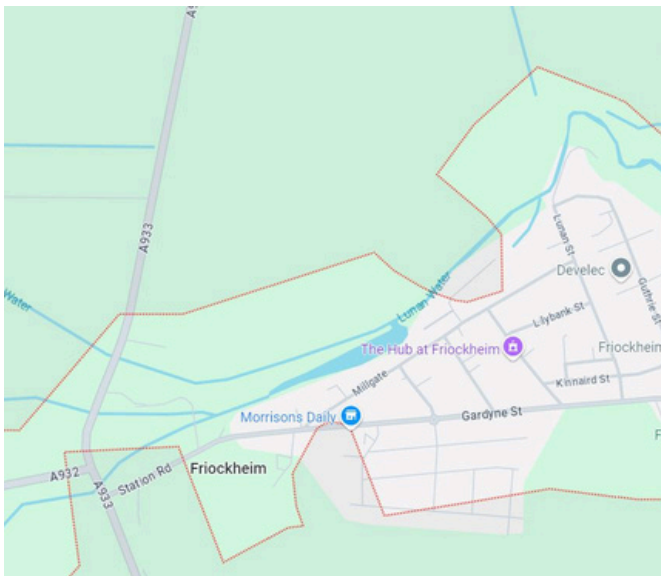 A933
Lunan St
Develec
Guthrie St
Water
Lunan Water
Lilybank St
The Hub at Friockheim
Friockheim
Kinnaird St
Millgate
Morrisons Daily
Gardyne St
Friockheim
A932
Station Rd
A933